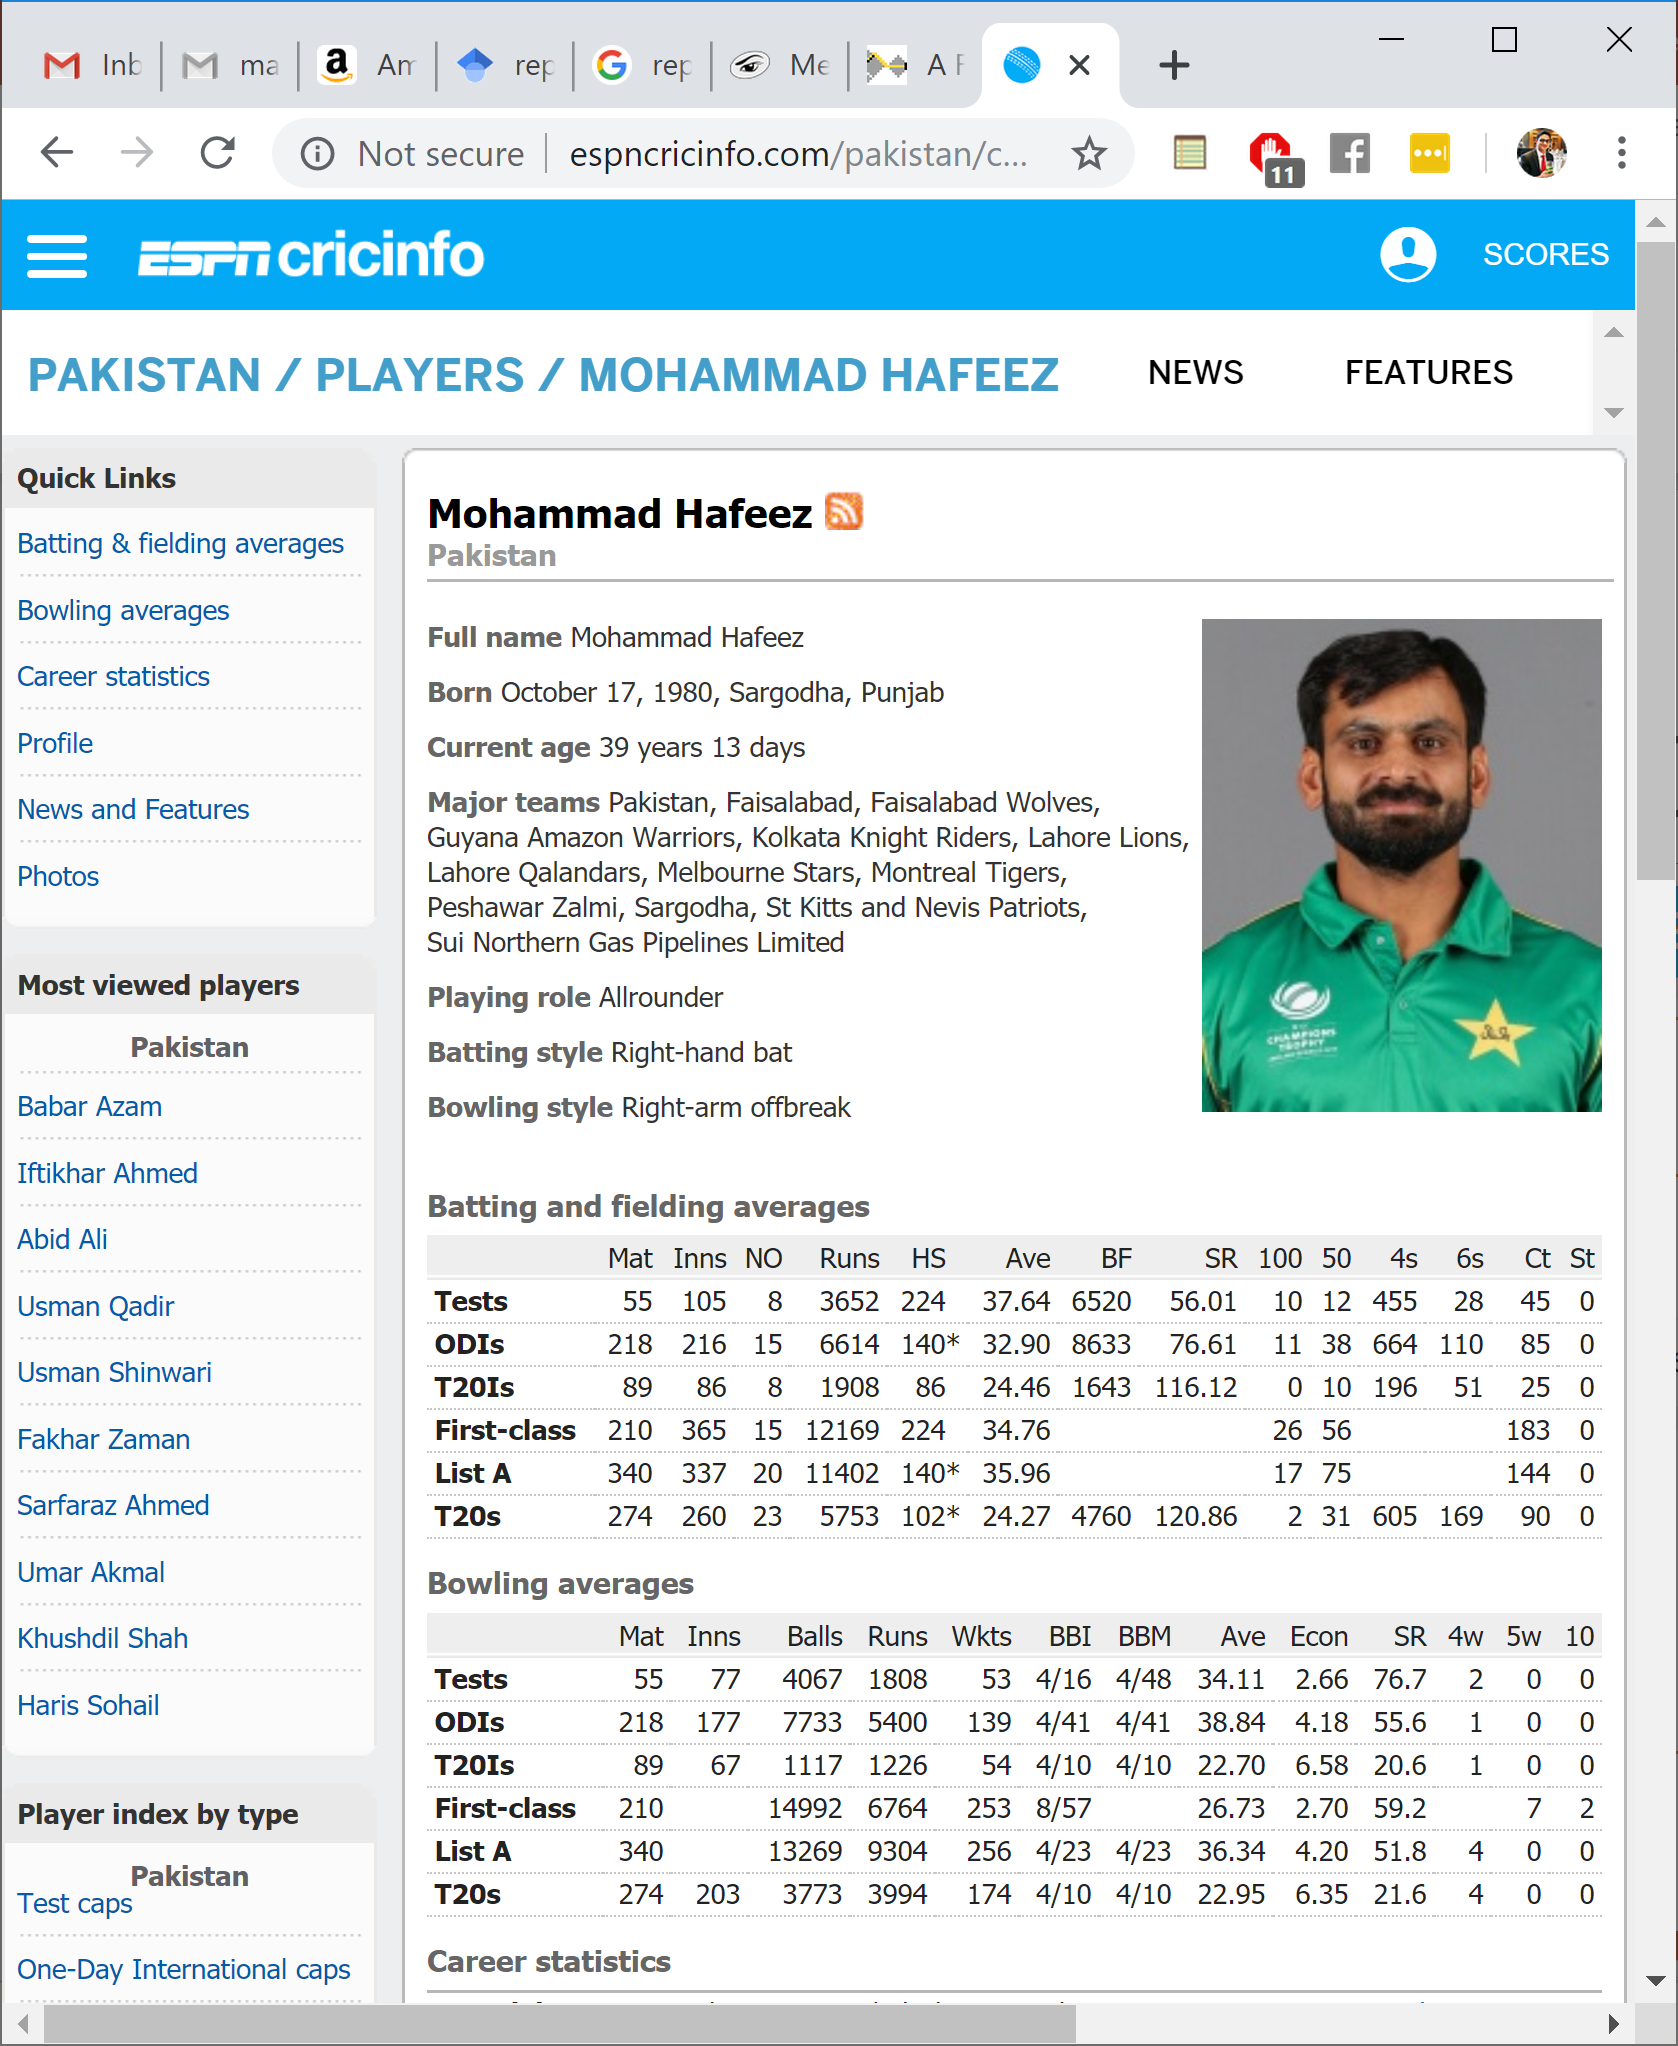 Inb
ma
Am
rep
rep
Me
A F
Not secure
espncricinfo.com/pakistan/c...
11
ESPN cricinfo
SCORES
PAKISTAN / PLAYERS / MOHAMMAD HAFEEZ
NEWS
FEATURES
Quick Links
Batting & fielding averages
Bowling averages
Career statistics
Profile
News and Features
Photos
Most viewed players
Pakistan
Babar Azam
Iftikhar Ahmed
Abid Ali
Usman Qadir
Usman Shinwari
Fakhar Zaman
Sarfaraz Ahmed
Umar Akmal
Khushdil Shah
Haris Sohail
Player index by type
Pakistan
Test caps
One-Day International caps
Mohammad Hafeez
Pakistan
Full name Mohammad Hafeez
Born October 17, 1980, Sargodha, Punjab
Current age 39 years 13 days
Major teams Pakistan, Faisalabad, Faisalabad Wolves,
Guyana Amazon Warriors, Kolkata Knight Riders, Lahore Lions,
Lahore Qalandars, Melbourne Stars, Montreal Tigers,
Peshawar Zalmi, Sargodha, St Kitts and Nevis Patriots,
Sui Northern Gas Pipelines Limited
Playing role Allrounder
Batting style Right-hand bat
Bowling style Right-arm offbreak
CHAMPIONS
TROPHY
Batting and fielding averages
Mat Inns NO Runs HS Ave BF SR 100 50 4s 6s Ct St
Tests 55 105 8 3652 224 37.64 6520 56.01 10 12 455 28 45 0
ODIs 218 216 15 6614 140* 32.90 8633 76.61 11 38 664 110 85 0
T20Is 89 86 8 1908 86 24.46 1643 116.12 0 10 196 51 25 0
First-class 210 365 15 12169 224 34.76 26 56 183 0
List A 340 337 20 11402 140* 35.96 17 75 144 0
T20s 274 260 23 5753 102* 24.27 4760 120.86 2 31 605 169 90 0
Bowling averages
Mat Inns Balls Runs Wkts BBI BBM Ave Econ SR 4w 5w 10
Tests 55 77 4067 1808 53 4/16 4/48 34.11 2.66 76.7 2 0 0
ODIs 218 177 7733 5400 139 4/41 4/41 38.84 4.18 55.6 1 0 0
T20Is 89 67 1117 1226 54 4/10 4/10 22.70 6.58 20.6 1 0 0
First-class 210 14992 6764 253 8/57 26.73 2.70 59.2 7 2
List A 340 13269 9304 256 4/23 4/23 36.34 4.20 51.8 4 0 0
T20s 274 203 3773 3994 174 4/10 4/10 22.95 6.35 21.6 4 0 0
Career statistics